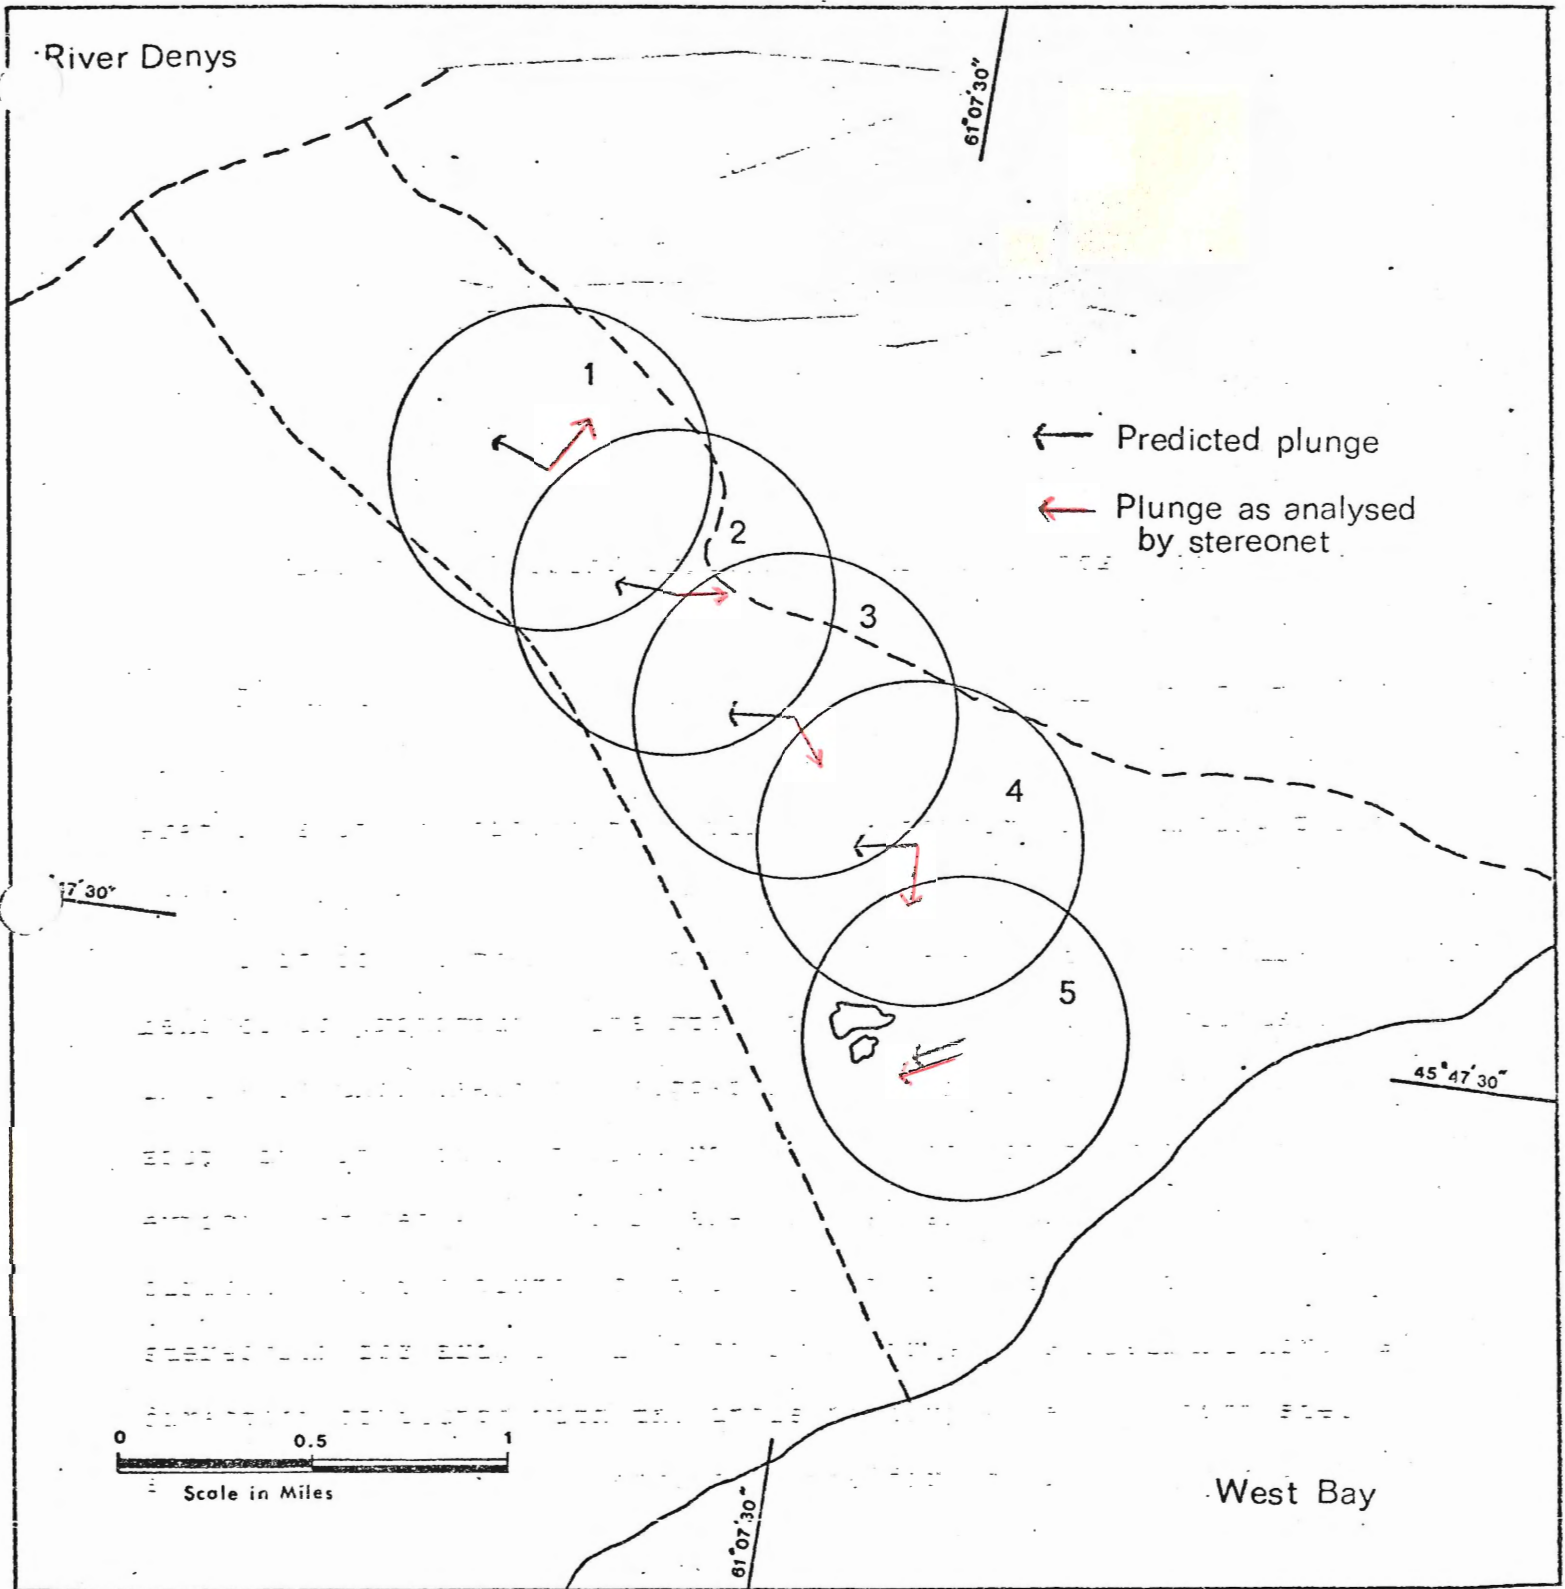 River Denys
61°07'30"
1
Predicted plunge
2
Plunge as analysed
by stereonet
3
4
7'30"
5
45°47'30"
0 0.5 1
Scale in Miles
West Bay
61°07'30"